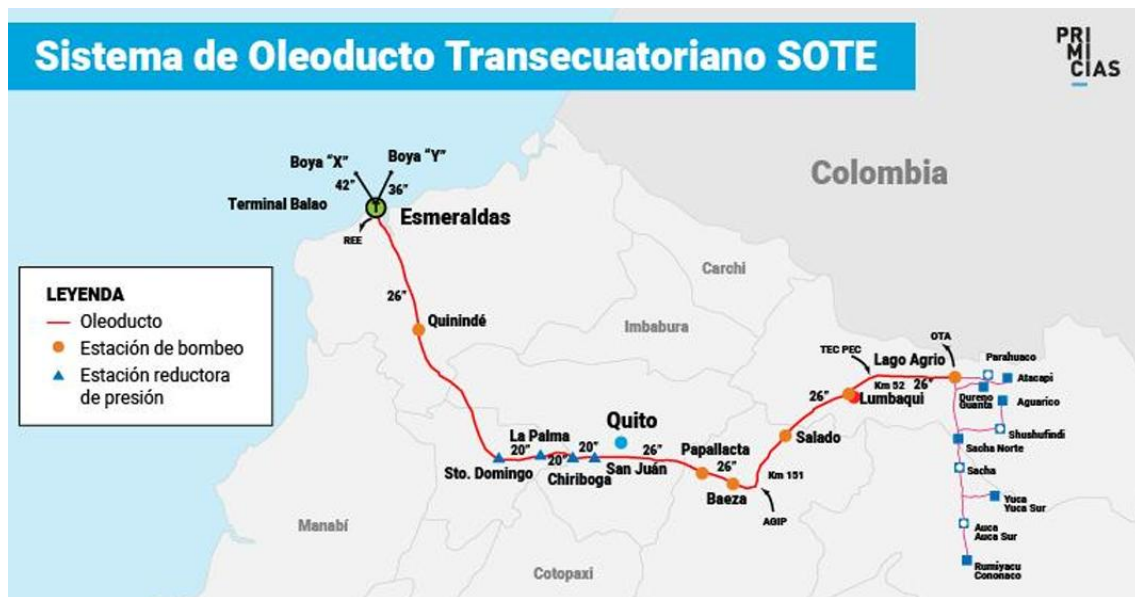 Sistema de Oleoducto Transecuatoriano SOTE
PRI
MI
CIAS
Colombia
Boya "X"
Boya "Y"
42"
36"
Terminal Balao
T
Esmeraldas
REE
LEYENDA
Oleoducto
Estación de bombeo
Estación reductora
de presión
26"
Quinindé
Carchi
Imbabura
OTA
TEC PEC
Lago Agrio
Parahuaco
Km 52
26"
Atacapi
26"
Lumbaqui
Dureno
Guanta
Aguarico
Quito
Salado
Shushufindi
La Palma
Papallacta
Sacha Norte
20"
20"
20"
26"
26"
Sto. Domingo
Chiriboga
San Juán
Km 151
Sacha
Baeza
Yuca
Yuca Sur
AGIP
Manabí
Auca
Auca Sur
Cotopaxi
Rumiyacu
Cononaco